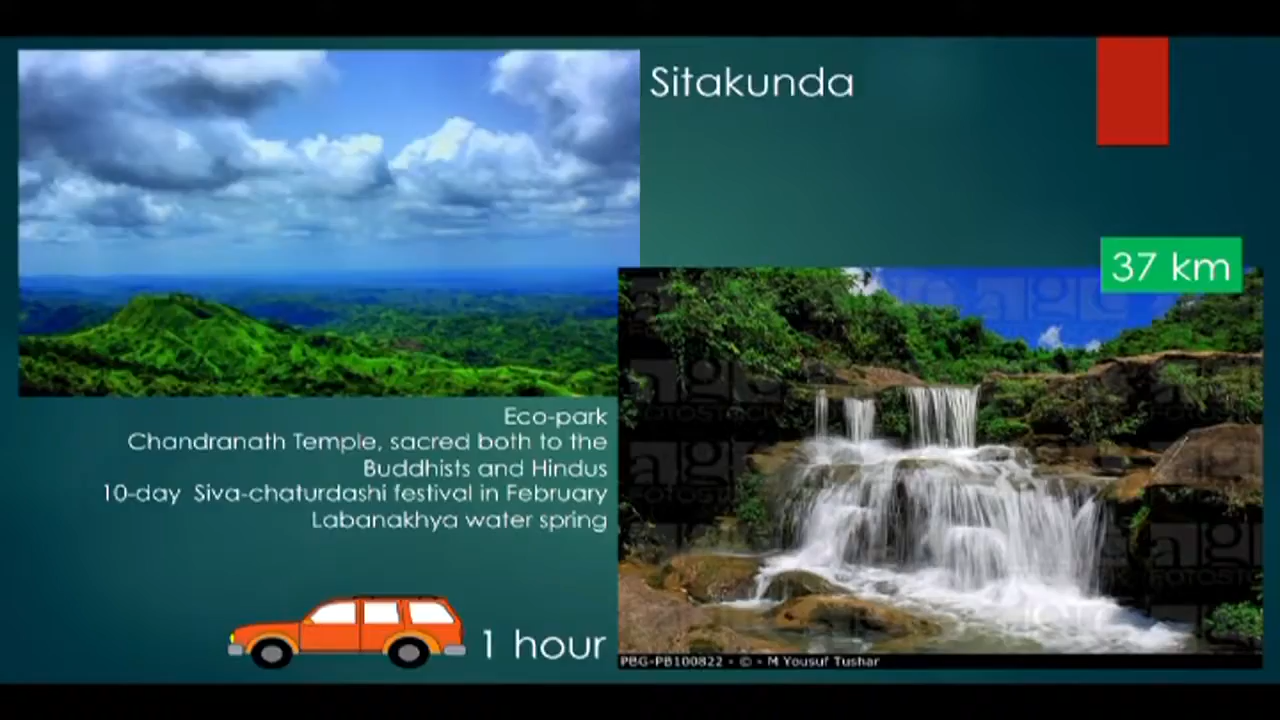 Sitakunda
37 km
Eco-park
Chandranath Temple, sacred both to the
Buddhists and Hindus
10-day Siva-chaturdashi festival in February
Labanakhya water spring
1 hour
PBG-PB100822 - © - M Yousuf Tushar